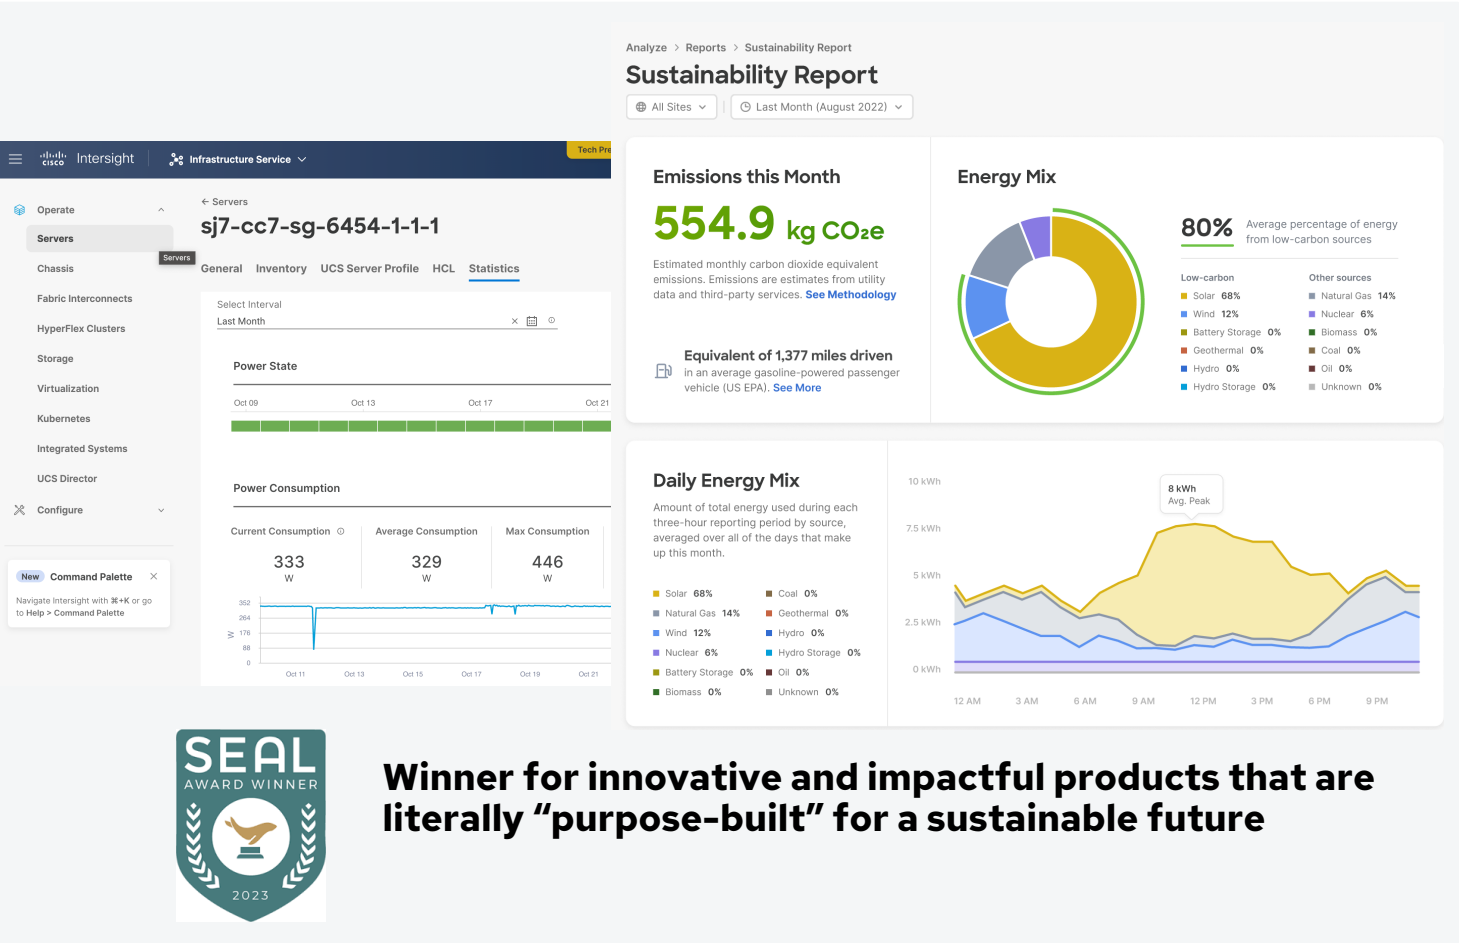 Analyze > Reports > Sustainability Report
Sustainability Report
All Sites
Last Month (August 2022)
CISCO Intersight
Infrastructure Service
Tech Pre
Operate
Servers
Servers
Chassis
Fabric Interconnects
HyperFlex Clusters
Storage
Virtualization
Kubernetes
Integrated Systems
UCS Director
Configure
New Command Palette
Navigate Intersight with ⌘+K or go
to Help > Command Palette
← Servers
sj7-cc7-sg-6454-1-1-1
General Inventory UCS Server Profile HCL Statistics
Select Interval
Last Month
Power State
Oct 09 Oct 13 Oct 17 Oct 21
Power Consumption
Current Consumption Average Consumption Max Consumption
333 329 446
W W W
W
352
264
176
88
0
Oct 11 Oct 13 Oct 15 Oct 17 Oct 19 Oct 21
Emissions this Month
554.9 kg CO₂e
Estimated monthly carbon dioxide equivalent
emissions. Emissions are estimates from utility
data and third-party services. See Methodology
Equivalent of 1,377 miles driven
in an average gasoline-powered passenger
vehicle (US EPA). See More
Energy Mix
80%
Average percentage of energy
from low-carbon sources
Low-carbon
Solar 68%
Wind 12%
Battery Storage 0%
Geothermal 0%
Hydro 0%
Hydro Storage 0%
Other sources
Natural Gas 14%
Nuclear 6%
Biomass 0%
Coal 0%
Oil 0%
Unknown 0%
Daily Energy Mix
Amount of total energy used during each
three-hour reporting period by source,
averaged over all of the days that make
up this month.
Solar 68%
Natural Gas 14%
Wind 12%
Nuclear 6%
Battery Storage 0%
Biomass 0%
Coal 0%
Geothermal 0%
Hydro 0%
Hydro Storage 0%
Oil 0%
Unknown 0%
10 kWh
7.5 kWh
5 kWh
2.5 kWh
0 kWh
8 kWh
Avg. Peak
12 AM 3 AM 6 AM 9 AM 12 PM 3 PM 6 PM 9 PM
SEAL
AWARD WINNER
2023
Winner for innovative and impactful products that are
literally “purpose-built” for a sustainable future